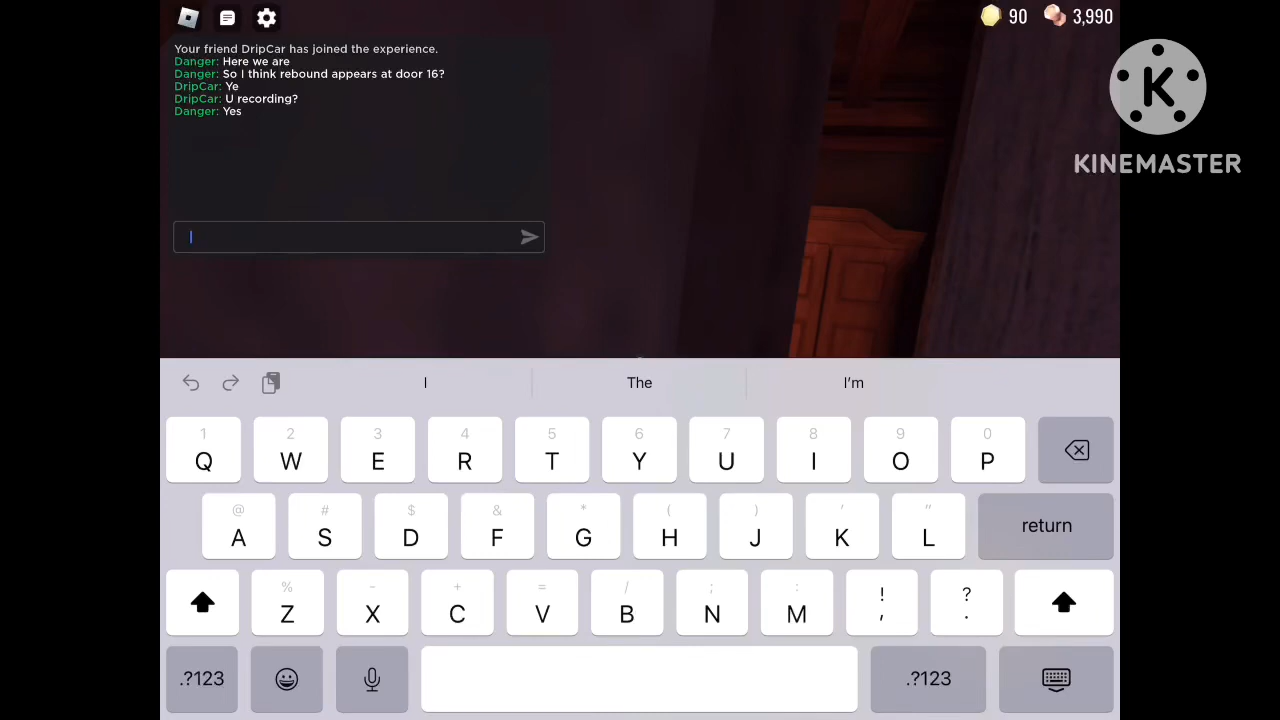 90 3,990
Your friend DripCar has joined the experience.
Danger: Here we are
Danger: So I think rebound appears at door 16?
DripCar: Ye
DripCar: U recording?
Danger: Yes
K
KINEMASTER
I The I'm
1 2 3 4 5 6 7 8 9 0
Q W E R T Y U I O P
@ # $ & * ( ) ' "
A S D F G H J K L return
% - + = / ; : ! ?
Z X C V B N M , .
.?123 .?123